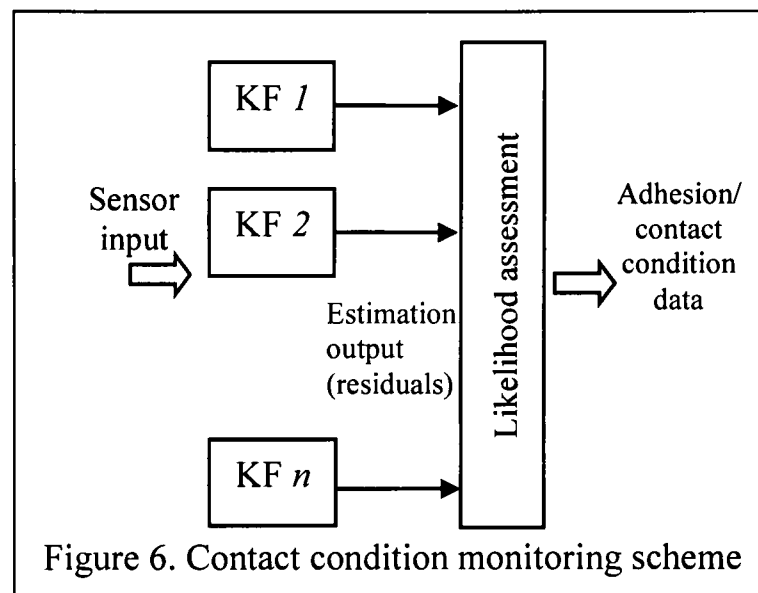 KF 1
KF 2
Sensor
input
Estimation
output
(residuals)
KF n
Likelihood assessment
Adhesion/
contact
condition
data
Figure 6. Contact condition monitoring scheme